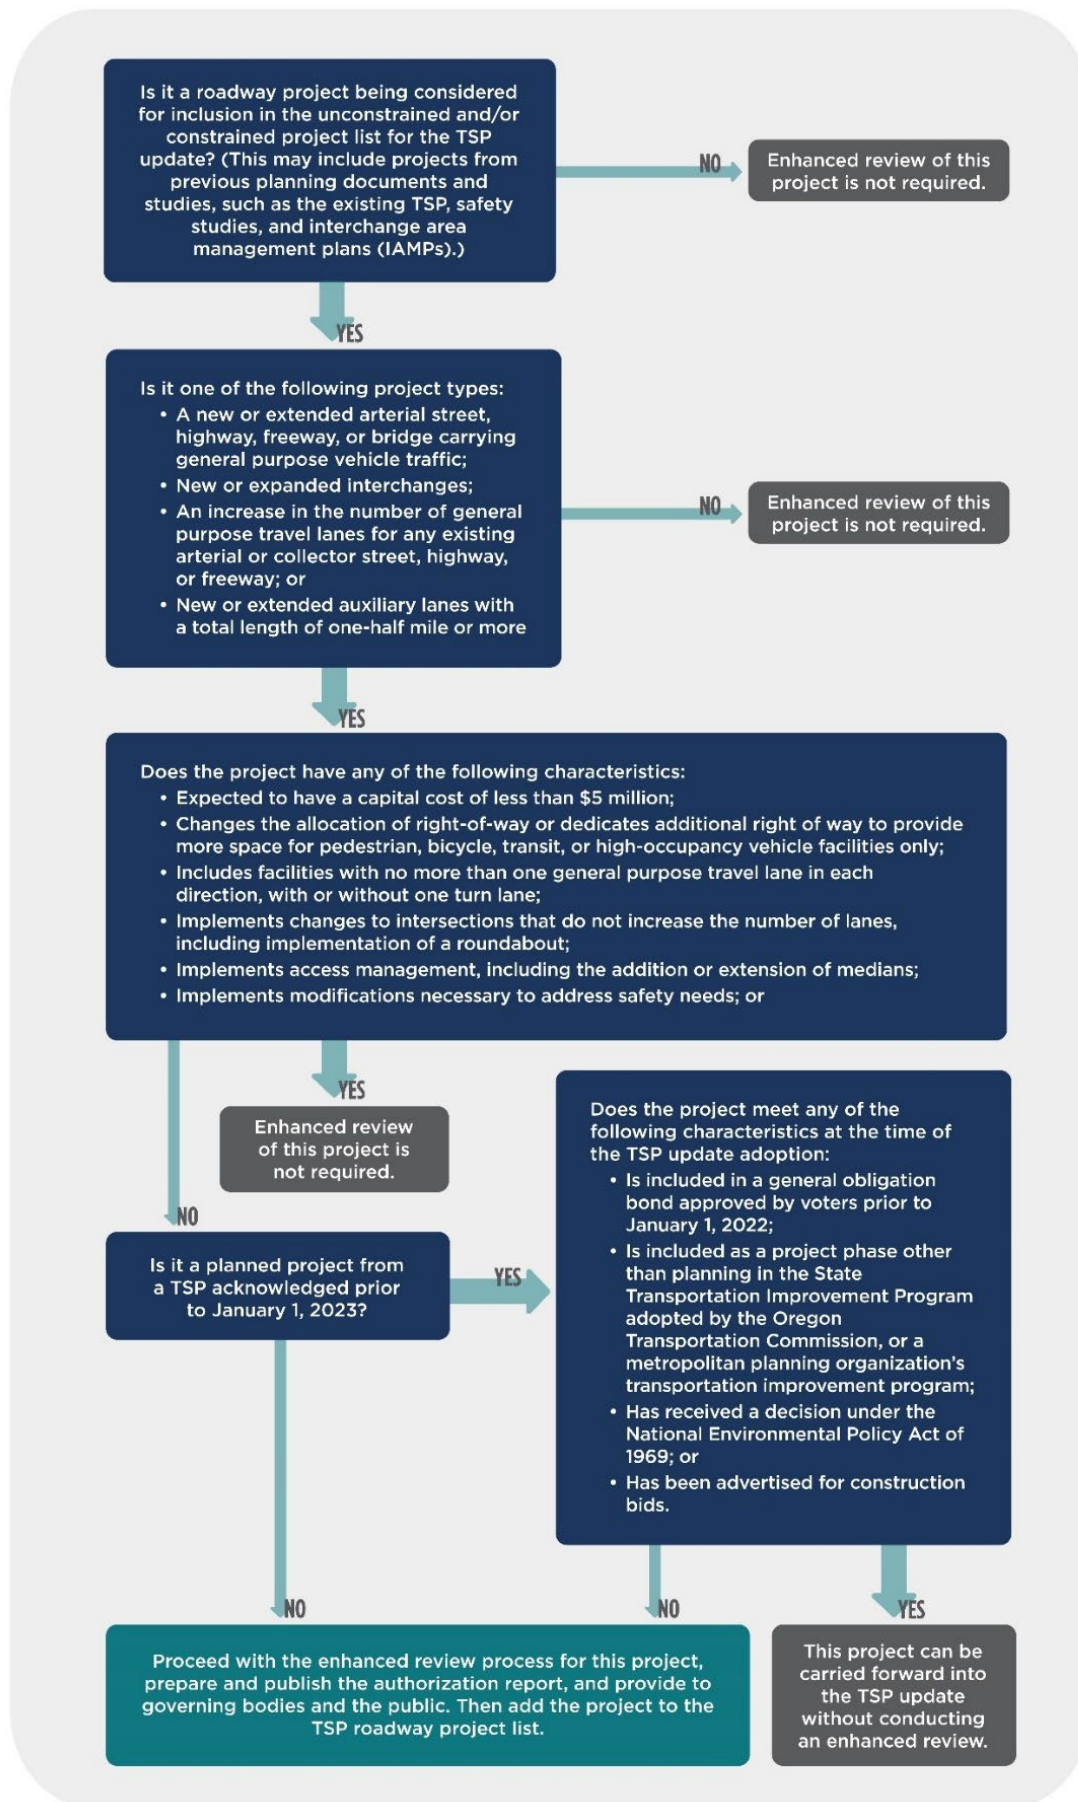 Is it a roadway project being considered
for inclusion in the unconstrained and/or
constrained project list for the TSP
update? (This may include projects from
previous planning documents and
studies, such as the existing TSP, safety
studies, and interchange area
management plans (IAMPs).)
NO
Enhanced review of this
project is not required.
YES
Is it one of the following project types:
• A new or extended arterial street,
highway, freeway, or bridge carrying
general purpose vehicle traffic;
• New or expanded interchanges;
• An increase in the number of general
purpose travel lanes for any existing
arterial or collector street, highway,
or freeway; or
• New or extended auxiliary lanes with
a total length of one-half mile or more
NO
Enhanced review of this
project is not required.
YES
Does the project have any of the following characteristics:
• Expected to have a capital cost of less than $5 million;
• Changes the allocation of right-of-way or dedicates additional right of way to provide
more space for pedestrian, bicycle, transit, or high-occupancy vehicle facilities only;
• Includes facilities with no more than one general purpose travel lane in each
direction, with or without one turn lane;
• Implements changes to intersections that do not increase the number of lanes,
including implementation of a roundabout;
• Implements access management, including the addition or extension of medians;
• Implements modifications necessary to address safety needs; or
YES
Enhanced review
of this project is
not required.
NO
Is it a planned project from
a TSP acknowledged prior
to January 1, 2023?
YES
Does the project meet any of the
following characteristics at the time of
the TSP update adoption:
• Is included in a general obligation
bond approved by voters prior to
January 1, 2022;
• Is included as a project phase other
than planning in the State
Transportation Improvement Program
adopted by the Oregon
Transportation Commission, or a
metropolitan planning organization's
transportation improvement program;
• Has received a decision under the
National Environmental Policy Act of
1969; or
• Has been advertised for construction
bids.
NO
NO
YES
Proceed with the enhanced review process for this project,
prepare and publish the authorization report, and provide to
governing bodies and the public. Then add the project to the
TSP roadway project list.
This project can be
carried forward into
the TSP update
without conducting
an enhanced review.